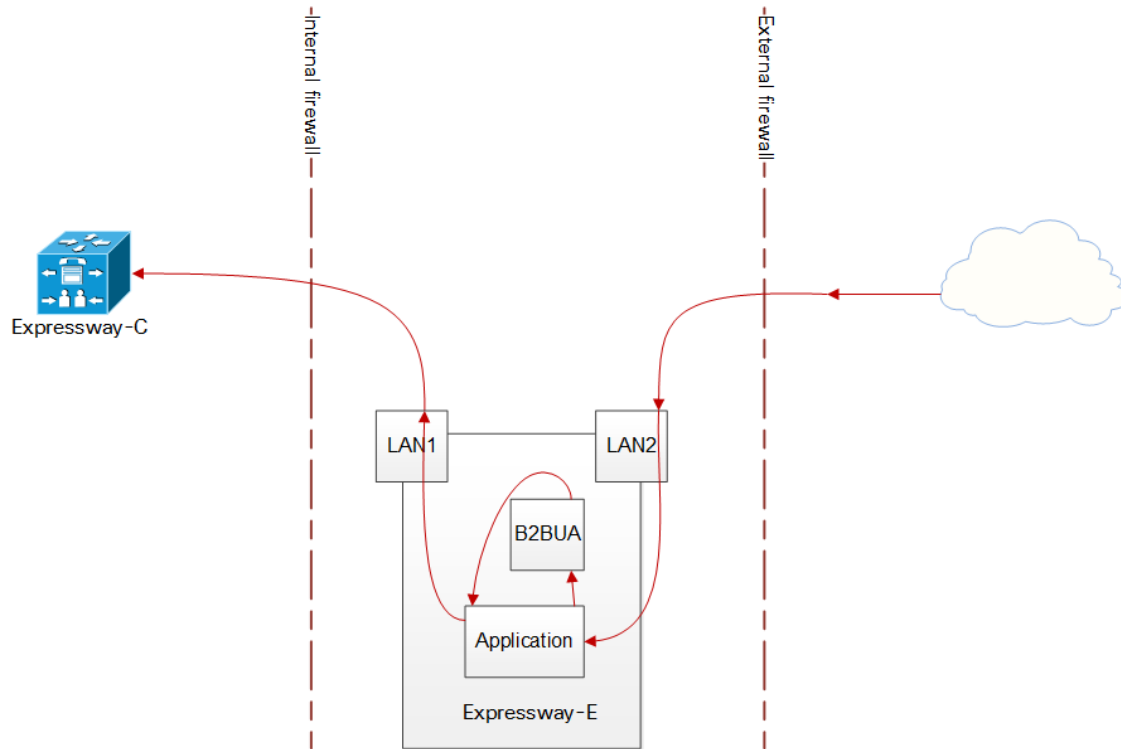 Internal firewall
External firewall
Expressway-C
LAN1
LAN2
B2BUA
Application
Expressway-E